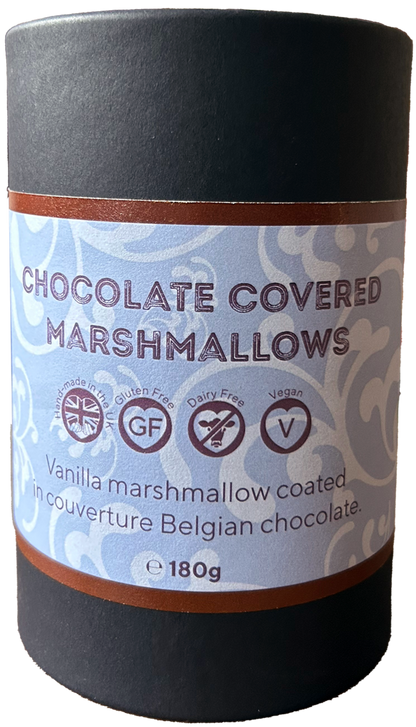 CHOCOLATE COVERED
MARSHMALLOWS
Hand-made in the UK
Gluten Free
GF
Dairy Free
Vegan
V
Vanilla marshmallow coated
in couverture Belgian chocolate.
℮ 180g